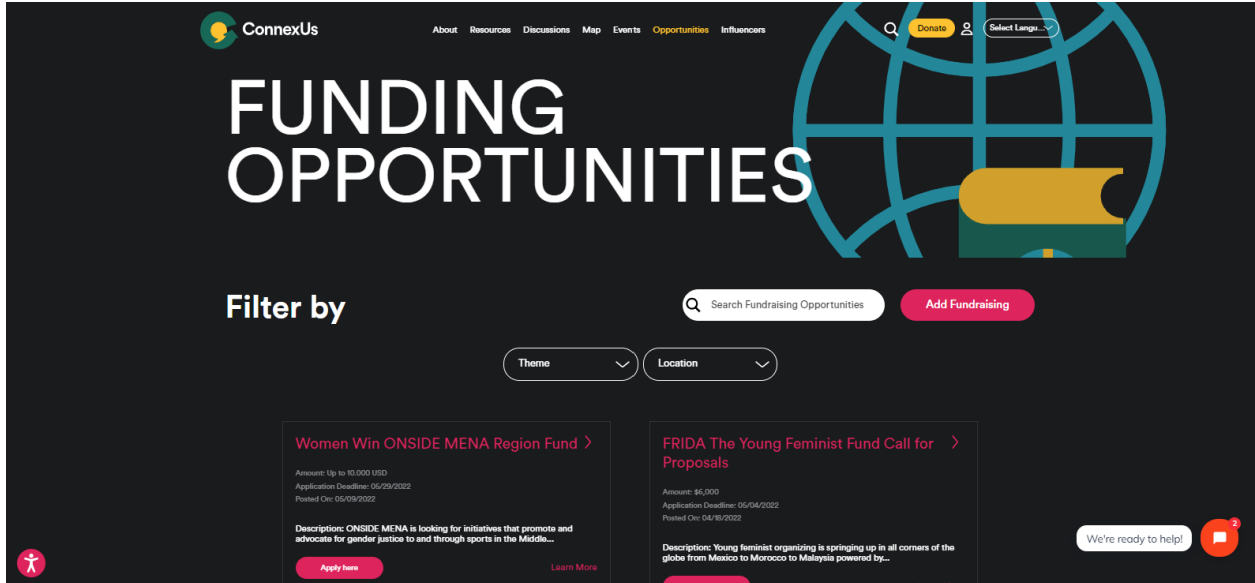 ConnexUs
About Resources Discussions Map Events Opportunities Influencers
Donate
Select Langu...
FUNDING
OPPORTUNITIES
Filter by
Search Fundraising Opportunities
Add Fundraising
Theme
Location
Women Win ONSIDE MENA Region Fund
Amount: Up to 10.000 USD
Application Deadline: 05/29/2022
Posted On: 05/09/2022
Description: ONSIDE MENA is looking for initiatives that promote and
advocate for gender justice to and through sports in the Middle...
Apply here
Learn More
FRIDA The Young Feminist Fund Call for
Proposals
Amount: $6,000
Application Deadline: 05/04/2022
Posted On: 04/18/2022
Description: Young feminist organizing is springing up in all corners of the
globe from Mexico to Morocco to Malaysia powered by...
We're ready to help!
2